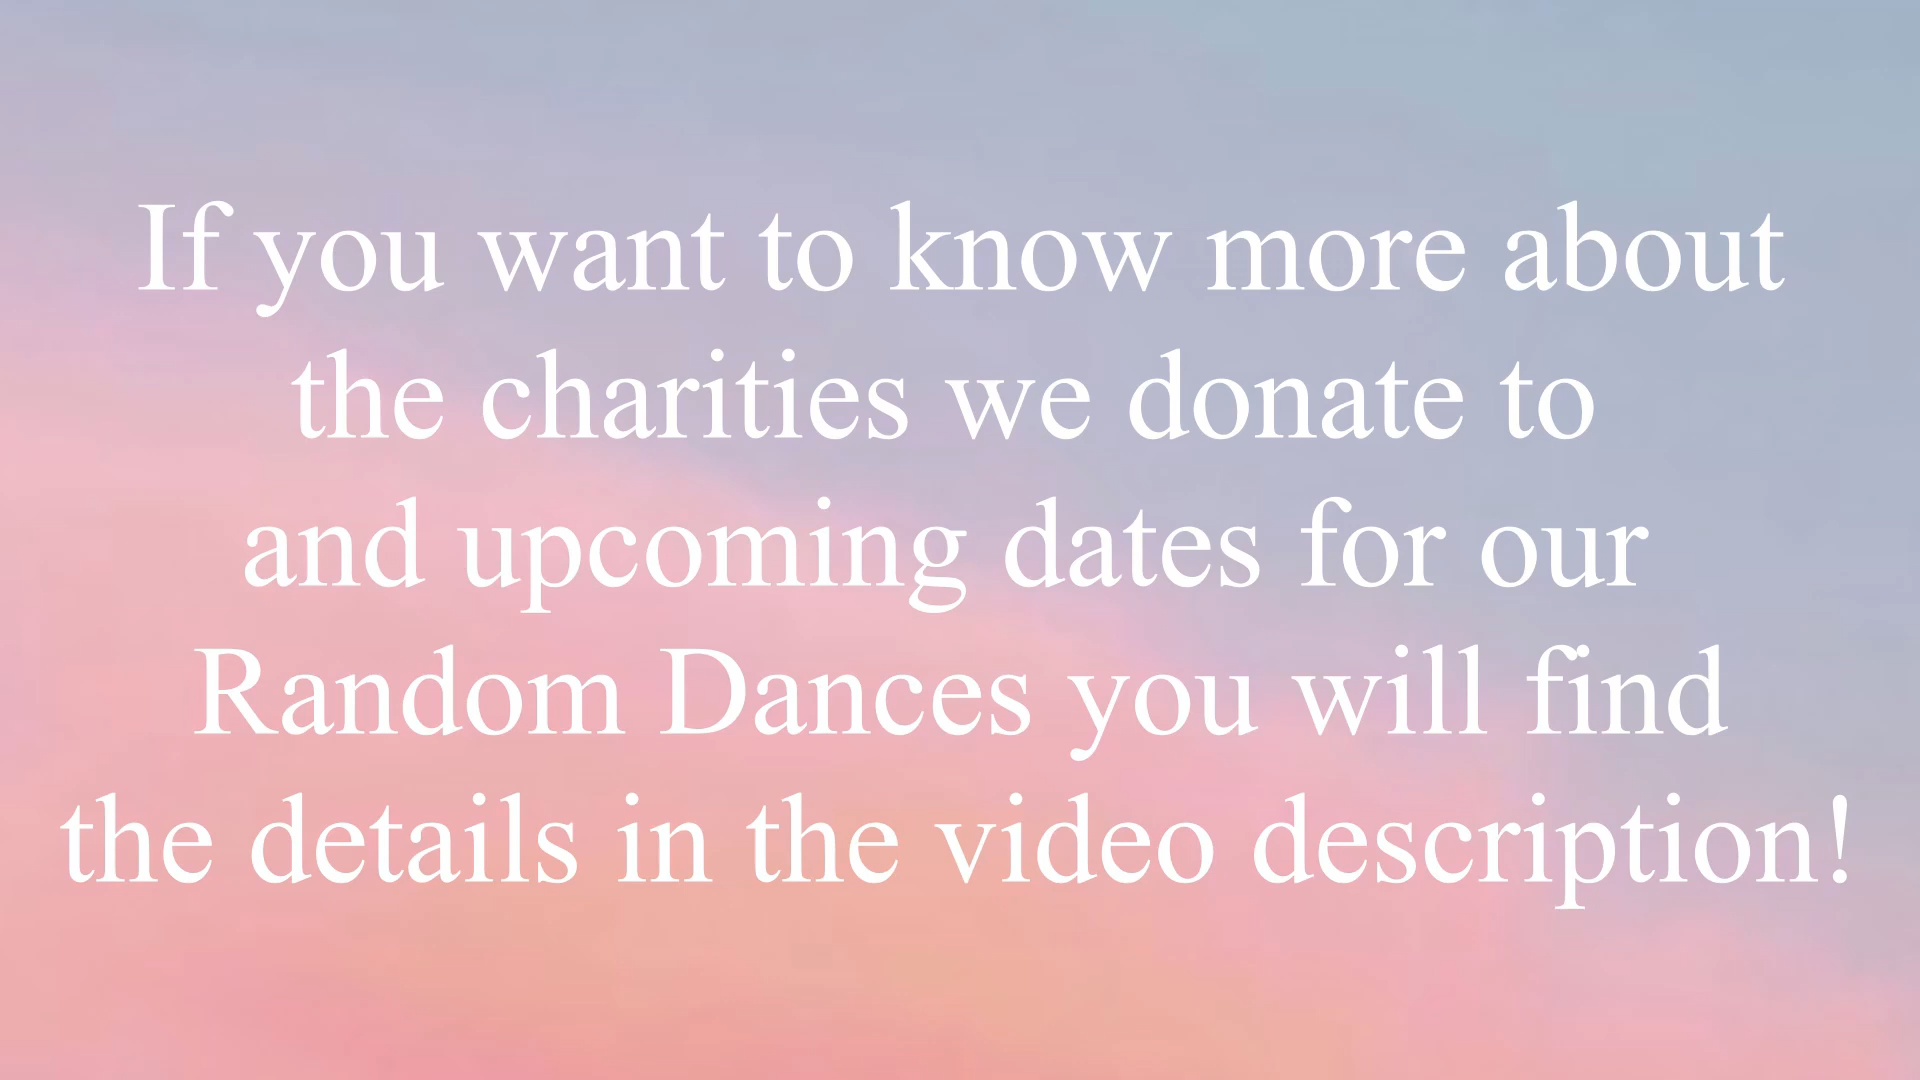 If you want to know more about
the charities we donate to
and upcoming dates for our
Random Dances you will find
the details in the video description!